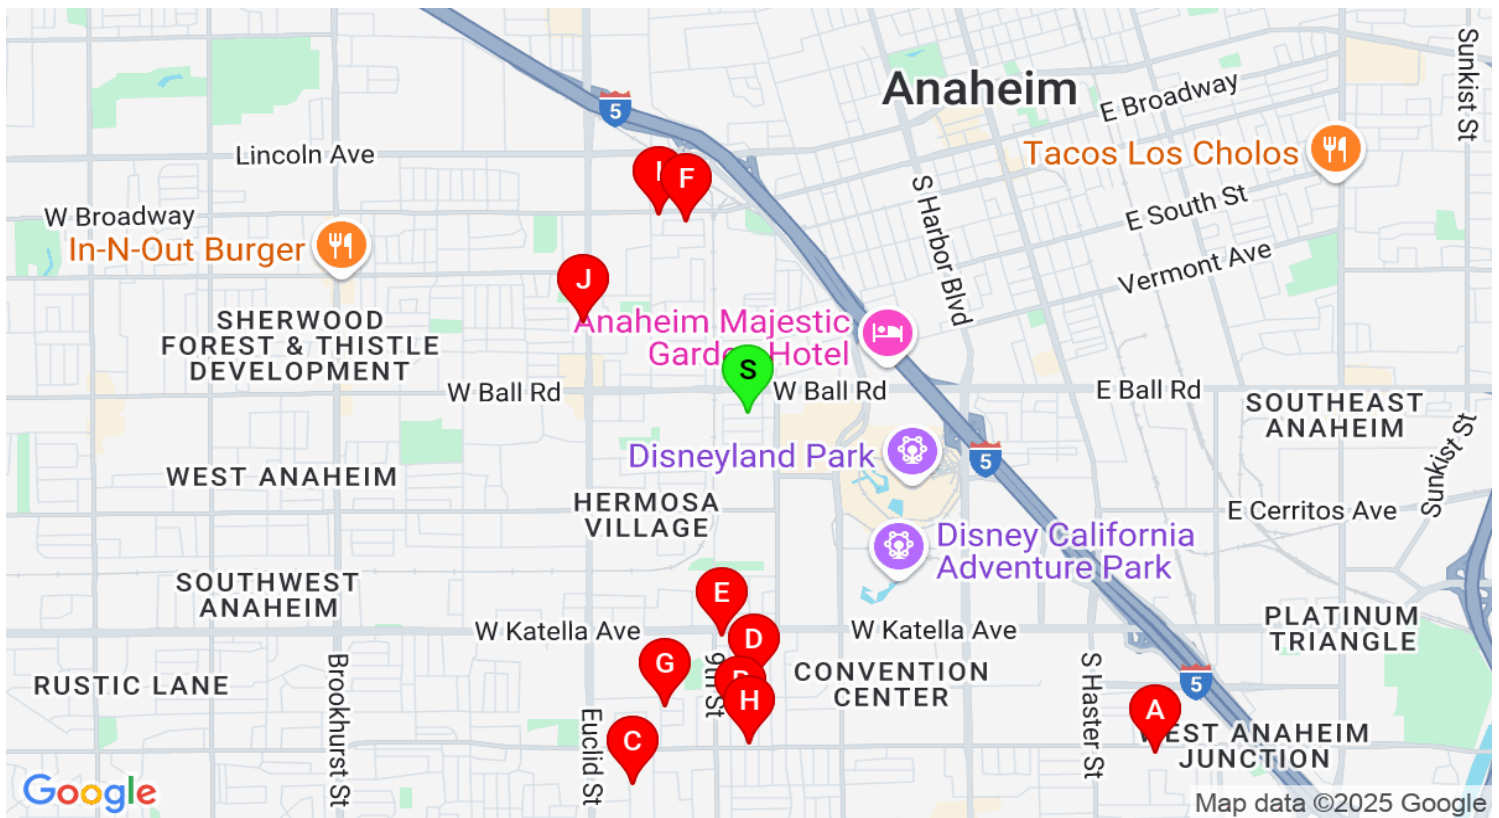 Anaheim
Sunkist St
5
E Broadway
Lincoln Ave
Tacos Los Cholos
I
F
W Broadway
In-N-Out Burger
S Harbor Blvd
E South St
Vermont Ave
J
SHERWOOD
FOREST & THISTLE
DEVELOPMENT
Anaheim Majestic
Garden Hotel
S
W Ball Rd
W Ball Rd
E Ball Rd
SOUTHEAST
ANAHEIM
WEST ANAHEIM
Disneyland Park
5
Sunkist St
HERMOSA
VILLAGE
E Cerritos Ave
Disney California
Adventure Park
SOUTHWEST
ANAHEIM
E
W Katella Ave
D
W Katella Ave
PLATINUM
TRIANGLE
RUSTIC LANE
Brookhurst St
G
9th St
H
CONVENTION
CENTER
S Haster St
5
A
WEST ANAHEIM
JUNCTION
C
Euclid St
Google
Map data ©2025 Google